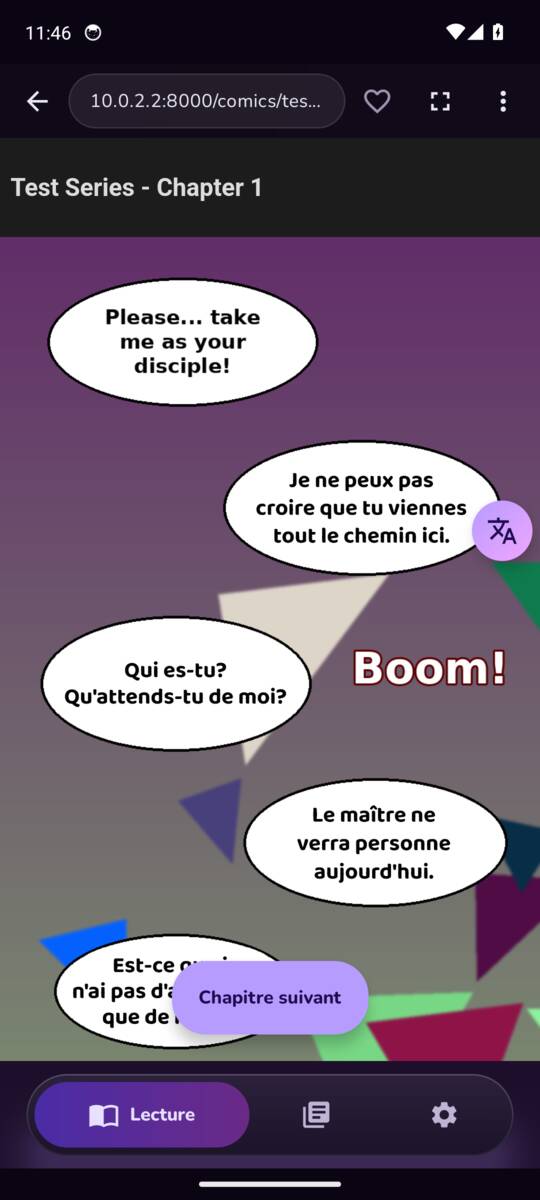 11:46
10.0.2.2:8000/comics/tes...
Test Series - Chapter 1
Please... take
me as your
disciple!
Je ne peux pas
croire que tu viennes
tout le chemin ici.
Qui es-tu?
Qu'attends-tu de moi?
Boom!
Le maître ne
verra personne
aujourd'hui.
Est-ce
n'ai pas
que de
Chapitre suivant
Lecture